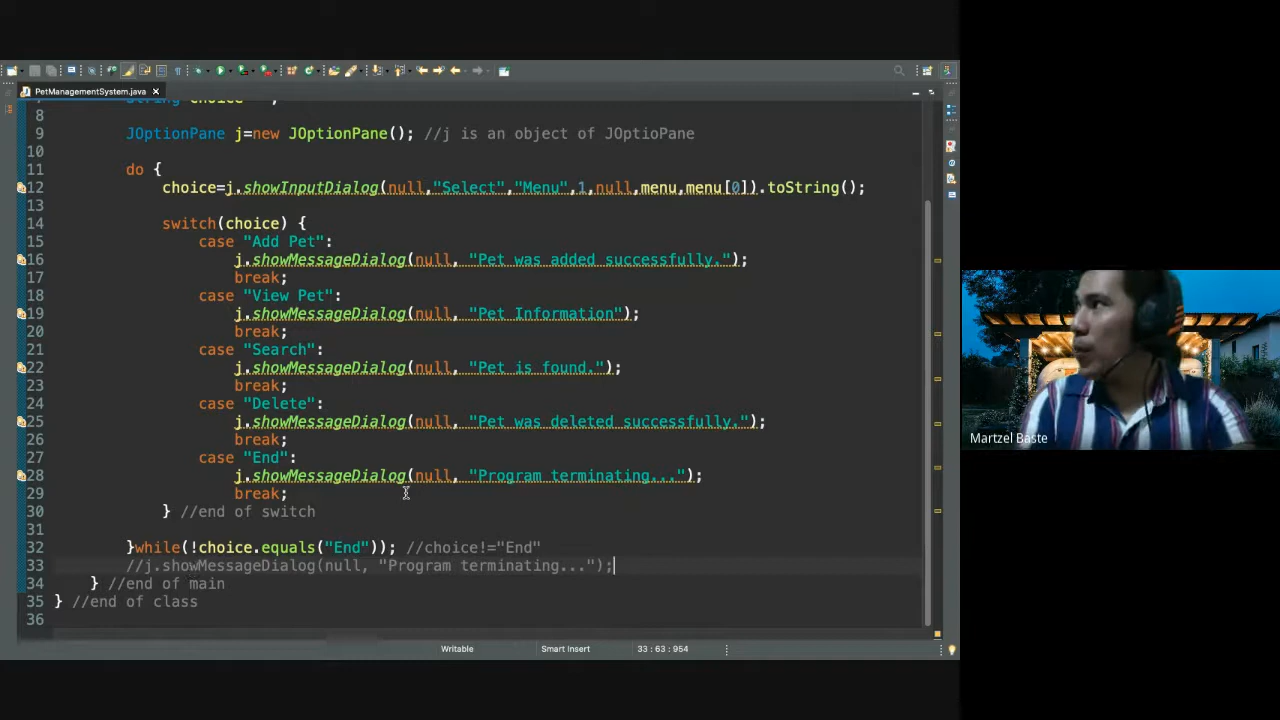 PetManagementSystem.java
8
9 JOptionPane j=new JOptionPane(); //j is an object of JOptioPane
10
11 do {
12 choice=j.showInputDialog(null,"Select","Menu",1,null,menu,menu[0]).toString();
13
14 switch(choice) {
15 case "Add Pet":
16 j.showMessageDialog(null, "Pet was added successfully.");
17 break;
18 case "View Pet":
19 j.showMessageDialog(null, "Pet Information");
20 break;
21 case "Search":
22 j.showMessageDialog(null, "Pet is found.");
23 break;
24 case "Delete":
25 j.showMessageDialog(null, "Pet was deleted successfully.");
26 break;
27 case "End":
28 j.showMessageDialog(null, "Program terminating...");
29 break;
30 } //end of switch
31
32 }while(!choice.equals("End")); //choice!="End"
33 //j.showMessageDialog(null, "Program terminating...");
34 } //end of main
35 } //end of class
36
Writable Smart Insert 33 : 63 : 954
Martzel Baste